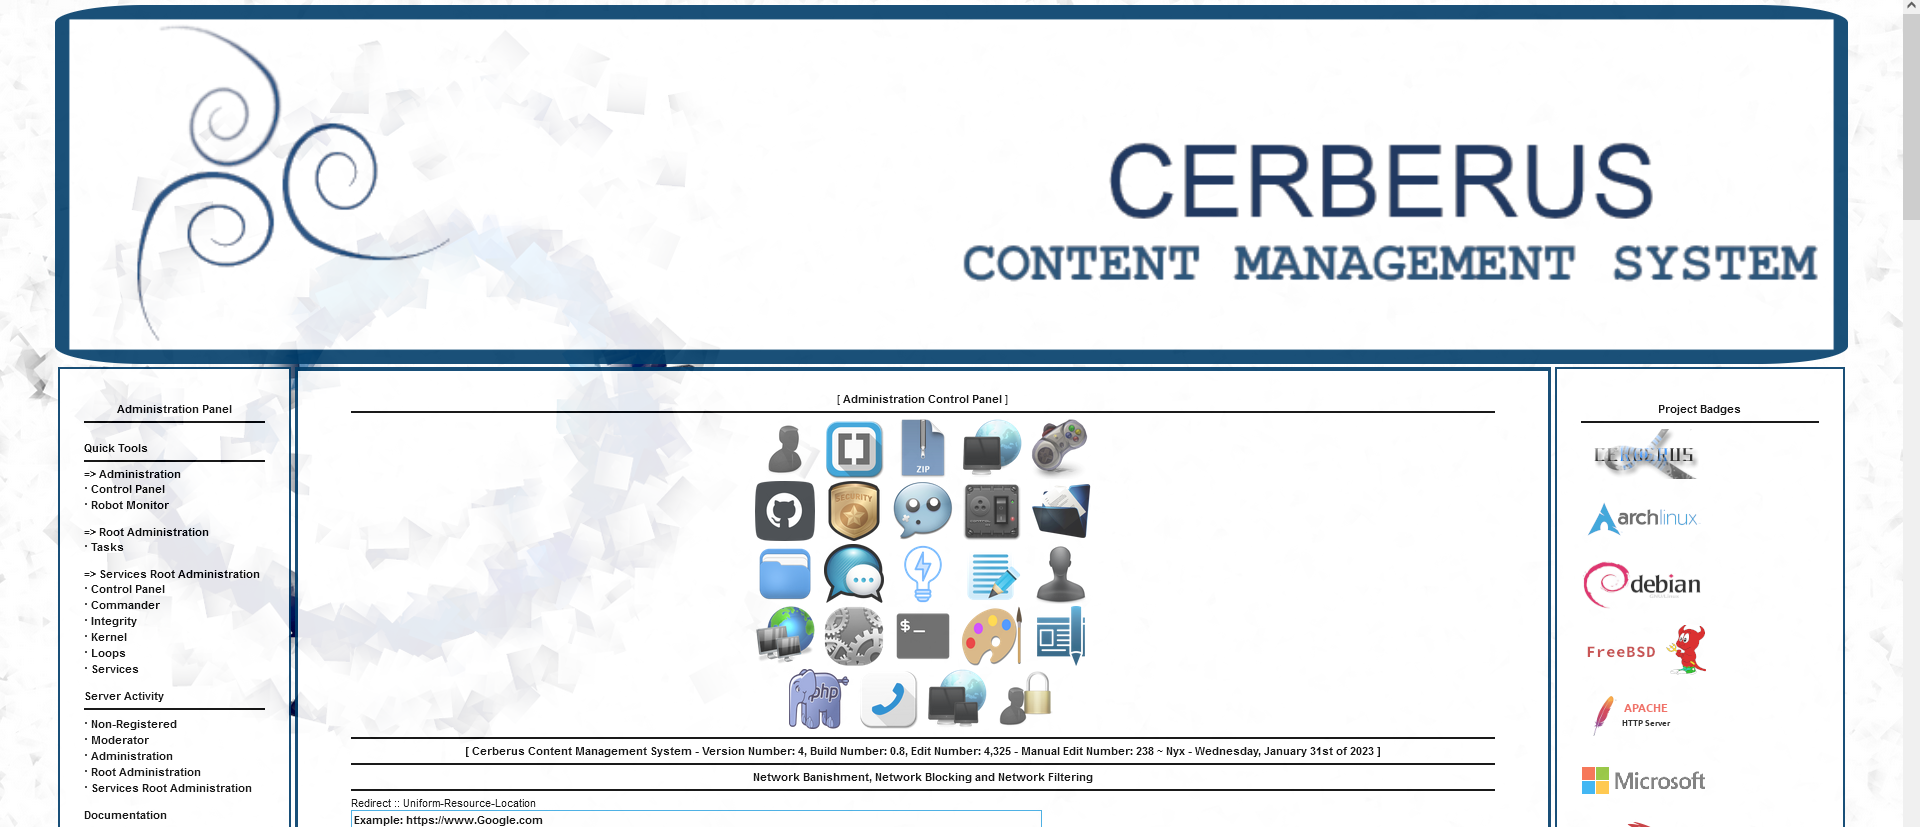 CERBERUS
CONTENT MANAGEMENT SYSTEM
Administration Panel
Quick Tools
=> Administration
· Control Panel
· Robot Monitor
=> Root Administration
· Tasks
=> Services Root Administration
· Control Panel
· Commander
· Integrity
· Kernel
· Loops
· Services
Server Activity
· Non-Registered
· Moderator
· Administration
· Root Administration
· Services Root Administration
Documentation
[ Administration Control Panel ]
ZIP
SECURITY
$_
php
[ Cerberus Content Management System - Version Number: 4, Build Number: 0.8, Edit Number: 4,325 - Manual Edit Number: 238 ~ Nyx - Wednesday, January 31st of 2023 ]
Network Banishment, Network Blocking and Network Filtering
Redirect :: Uniform-Resource-Location
Example: https://www.Google.com
Project Badges
CERBERUS
archlinux
debian
FreeBSD
APACHE
HTTP Server
Microsoft